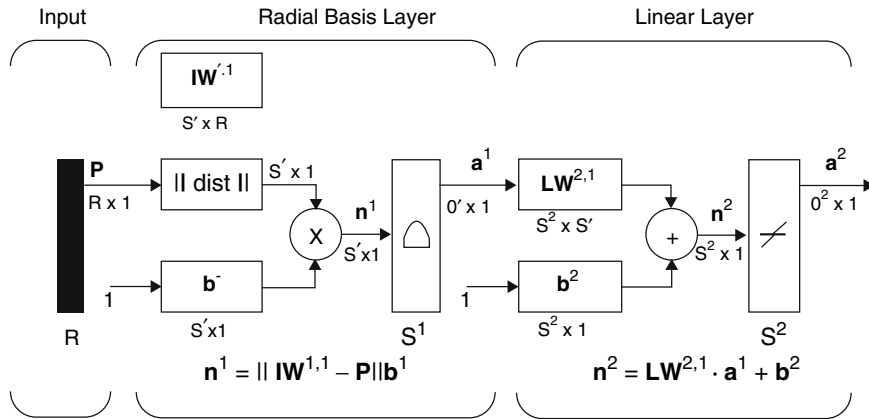 Input
Radial Basis Layer
Linear Layer
IW′.1
S′ x R
P
R x 1
|| dist ||
S′ x 1
n¹
S′x1
X
a¹
0′ x 1
LW²,¹
S² x S′
n²
S² x 1
+
a²
0² x 1
1
b⁻
S′x1
1
b²
S² x 1
R
S¹
S²
n¹ = || IW¹,¹ – P||b¹
n² = LW²,¹ · a¹ + b²